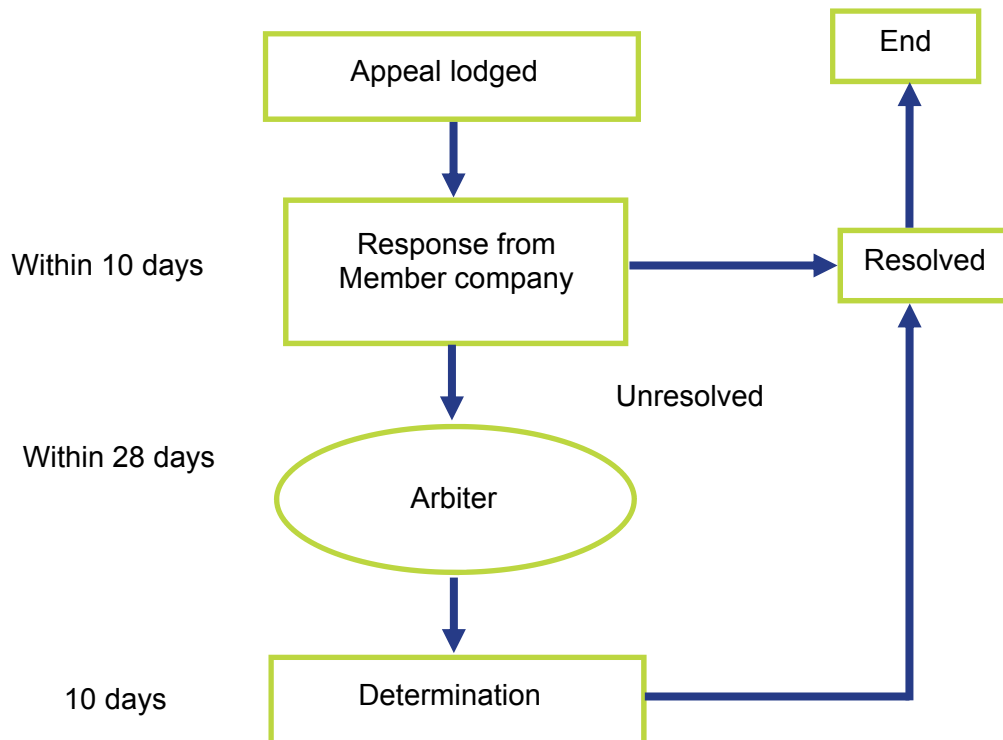 End
Appeal lodged
Response from
Member company
Within 10 days
Resolved
Unresolved
Within 28 days
Arbiter
Determination
10 days